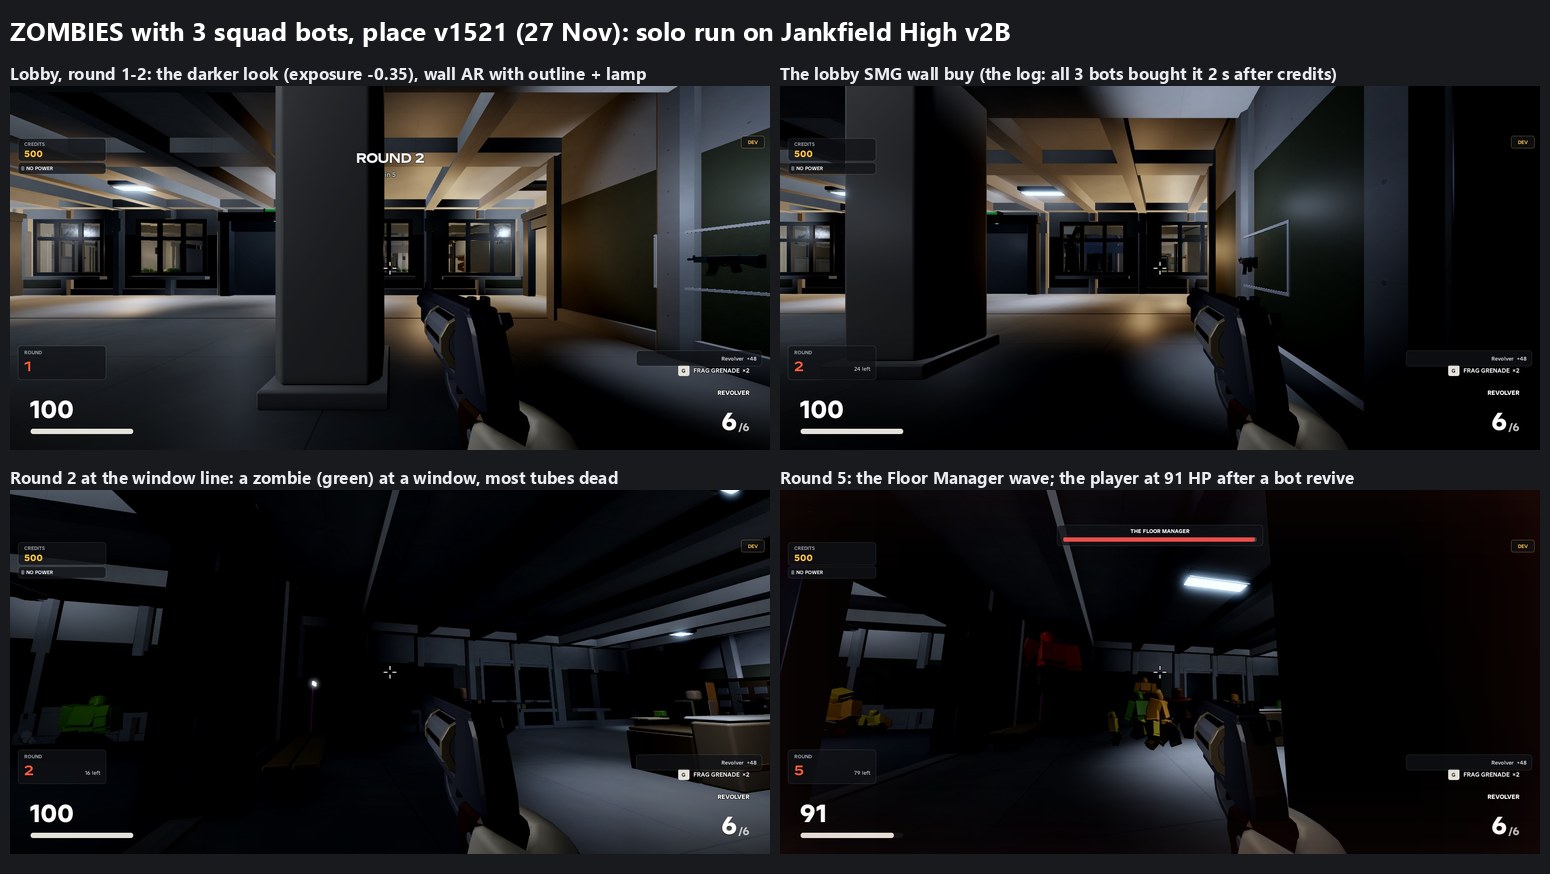 ZOMBIES with 3 squad bots, place v1521 (27 Nov): solo run on Jankfield High v2B
Lobby, round 1-2: the darker look (exposure -0.35), wall AR with outline + lamp
CREDITS
500
NO POWER
ROUND 2
in 5
DEV
ROUND
1
Revolver +48
G FRAG GRENADE ×2
REVOLVER
100
6/6
The lobby SMG wall buy (the log: all 3 bots bought it 2 s after credits)
CREDITS
500
NO POWER
DEV
ROUND
2
24 left
Revolver +48
G FRAG GRENADE ×2
REVOLVER
100
6/6
Round 2 at the window line: a zombie (green) at a window, most tubes dead
CREDITS
500
NO POWER
DEV
ROUND
2
16 left
Revolver +48
G FRAG GRENADE ×2
REVOLVER
100
6/6
Round 5: the Floor Manager wave; the player at 91 HP after a bot revive
THE FLOOR MANAGER
CREDITS
500
NO POWER
DEV
ROUND
5
79 left
Revolver +48
G FRAG GRENADE ×2
REVOLVER
91
6/6